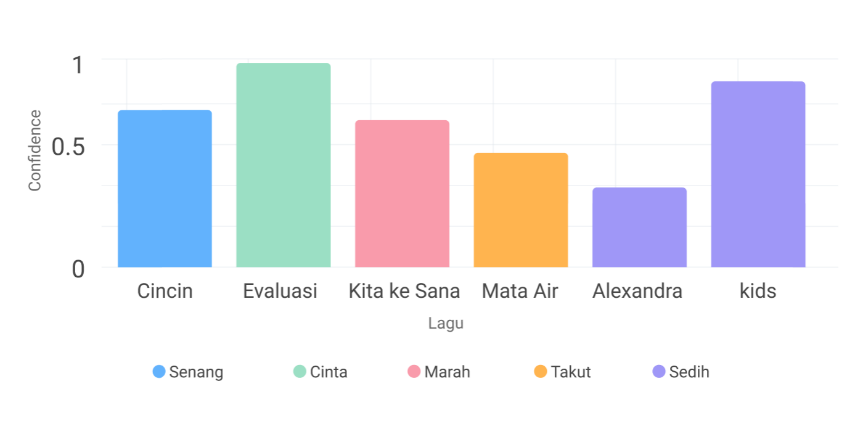 1
Confidence
0.5
0
Cincin Evaluasi Kita ke Sana Mata Air Alexandra kids
Lagu
Senang Cinta Marah Takut Sedih